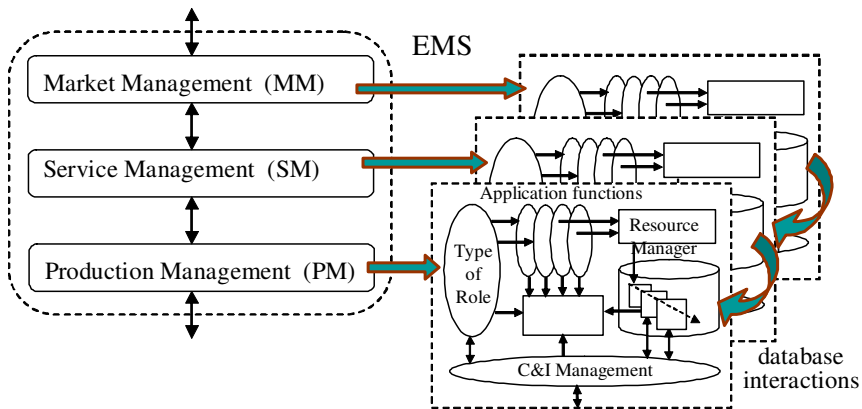 EMS
Market Management (MM)
Service Management (SM)
Production Management (PM)
Application functions
Type
of
Role
Resource
Manager
C&I Management
database
interactions